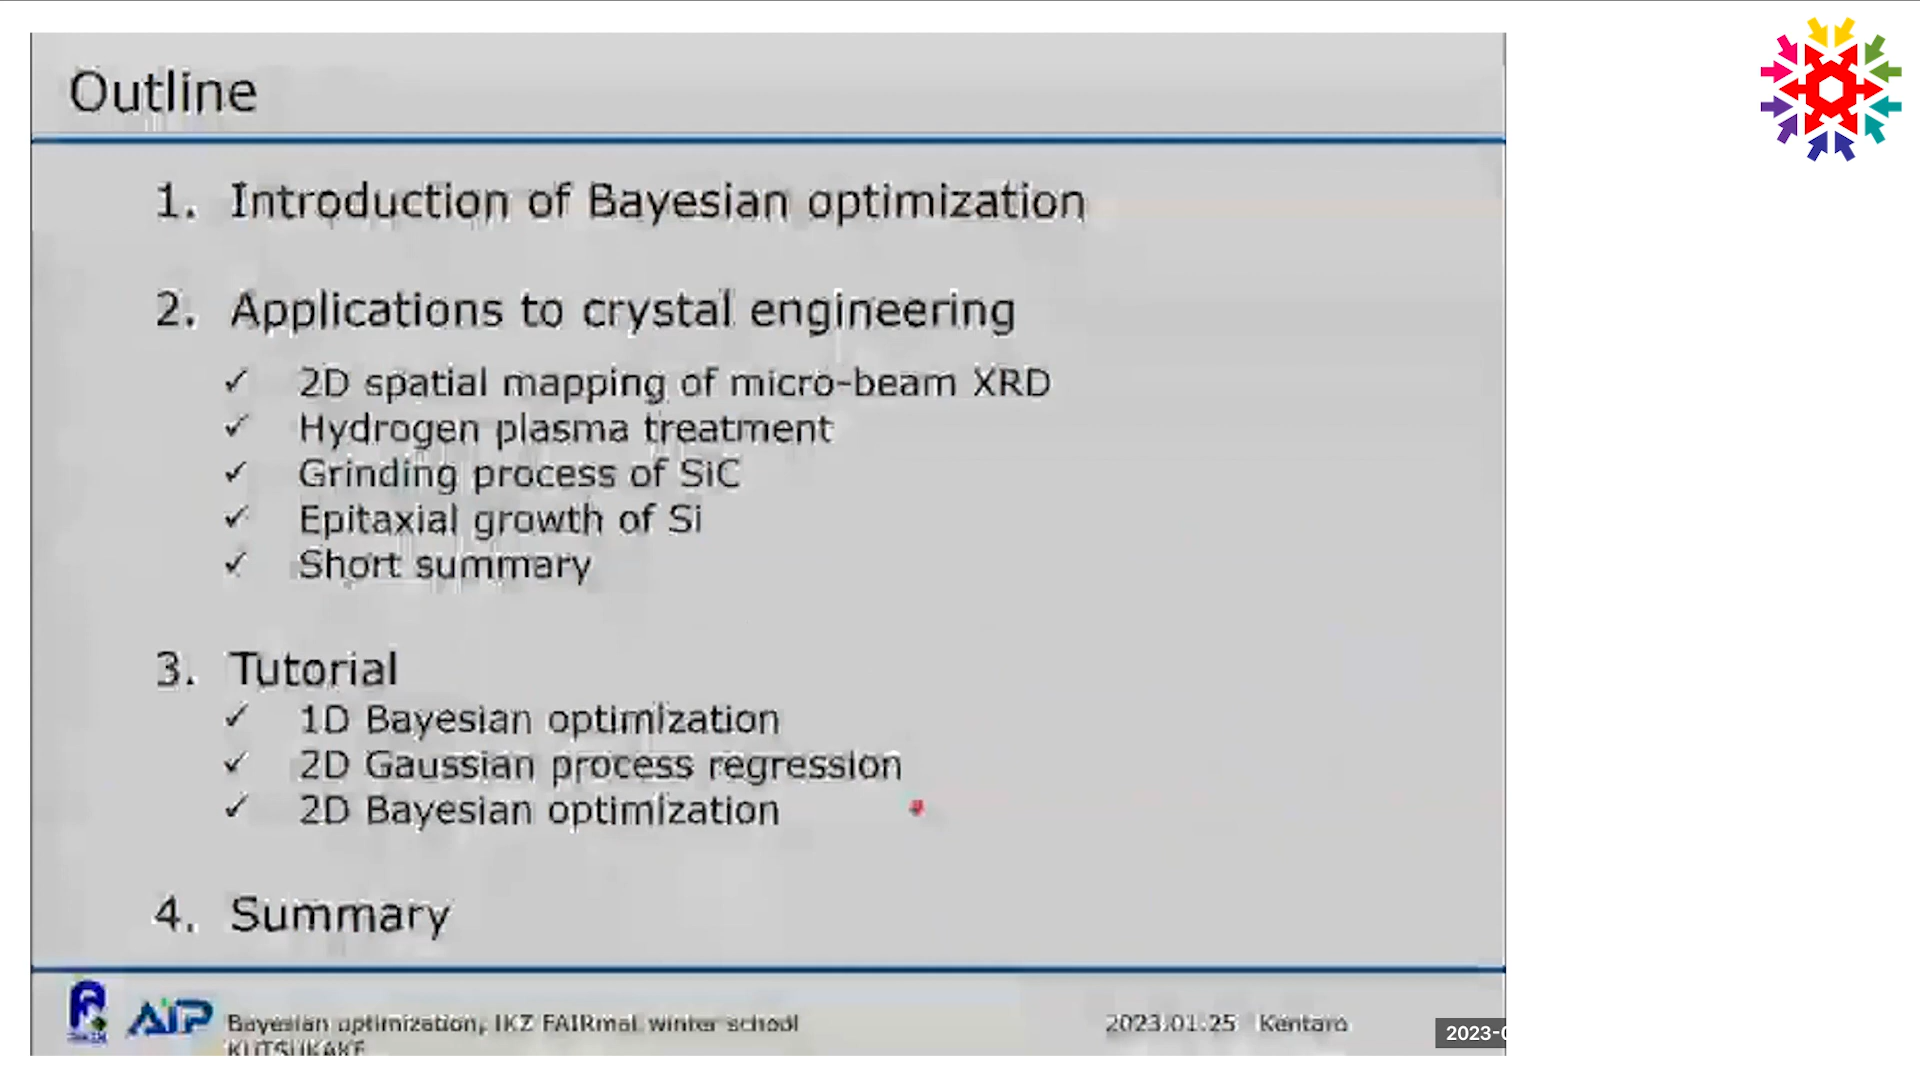 Outline
1. Introduction of Bayesian optimization
2. Applications to crystal engineering
✓ 2D spatial mapping of micro-beam XRD
✓ Hydrogen plasma treatment
✓ Grinding process of SiC
✓ Epitaxial growth of Si
✓ Short summary
3. Tutorial
✓ 1D Bayesian optimization
✓ 2D Gaussian process regression
✓ 2D Bayesian optimization
4. Summary
AIP
Bayesian optimization, IKZ FAIRmat winter school
2023.01.25 Kentaro
KUTSUKAKE
2023-0